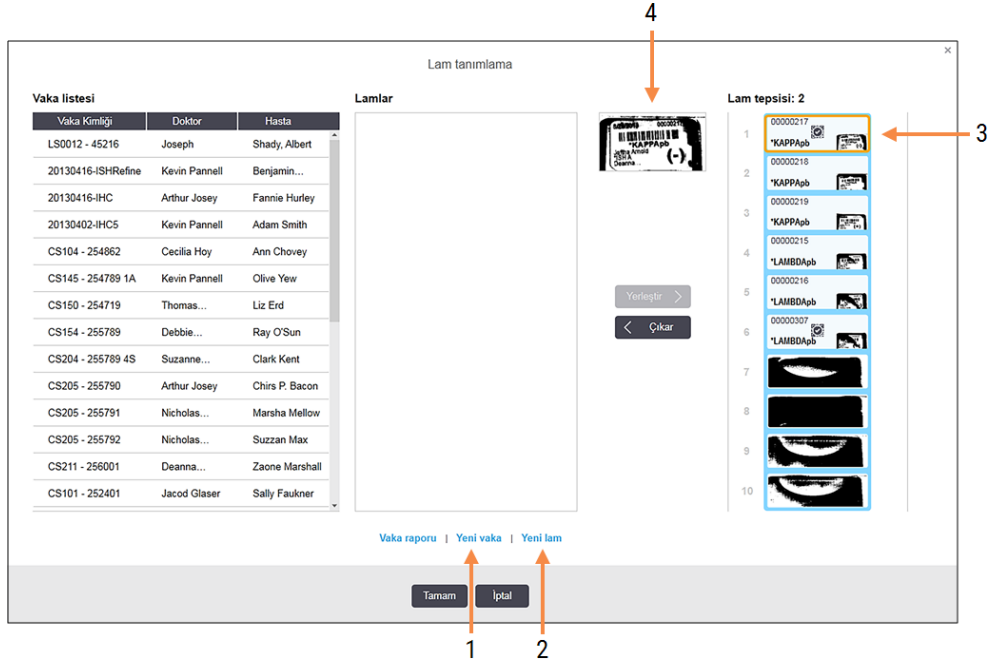 4
×
Lam tanımlama
Vaka listesi
Lamlar
Lam tepsisi: 2
Vaka Kimliği Doktor Hasta
LS0012 - 45216 Joseph Shady, Albert
20130416-ISHRefine Kevin Pannell Benjamin...
20130416-IHC Arthur Josey Fannie Hurley
20130402-IHC5 Kevin Pannell Adam Smith
CS104 - 254862 Cecilia Hoy Ann Chovey
CS145 - 254789 1A Kevin Pannell Olive Yew
CS150 - 254719 Thomas... Liz Erd
CS154 - 255789 Debbie... Ray O'Sun
CS204 - 255789 4S Suzanne... Clark Kent
CS205 - 255790 Arthur Josey Chirs P. Bacon
CS205 - 255791 Nicholas... Marsha Mellow
CS205 - 255792 Nicholas... Suzzan Max
CS211 - 256001 Deanna... Zaone Marshall
CS101 - 252401 Jacod Glaser Sally Faukner
*KAPPApb
Jeltha Arnold
*ISH A
Deanna...
(-)
Yerleştir
Çıkar
1
00000217
*KAPPApb
3
2
00000218
*KAPPApb
3
00000219
*KAPPApb
4
00000215
*LAMBDApb
5
00000216
*LAMBDApb
6
00000307
*LAMBDApb
7
8
9
10
Vaka raporu | Yeni vaka | Yeni lam
Tamam
İptal
1
2